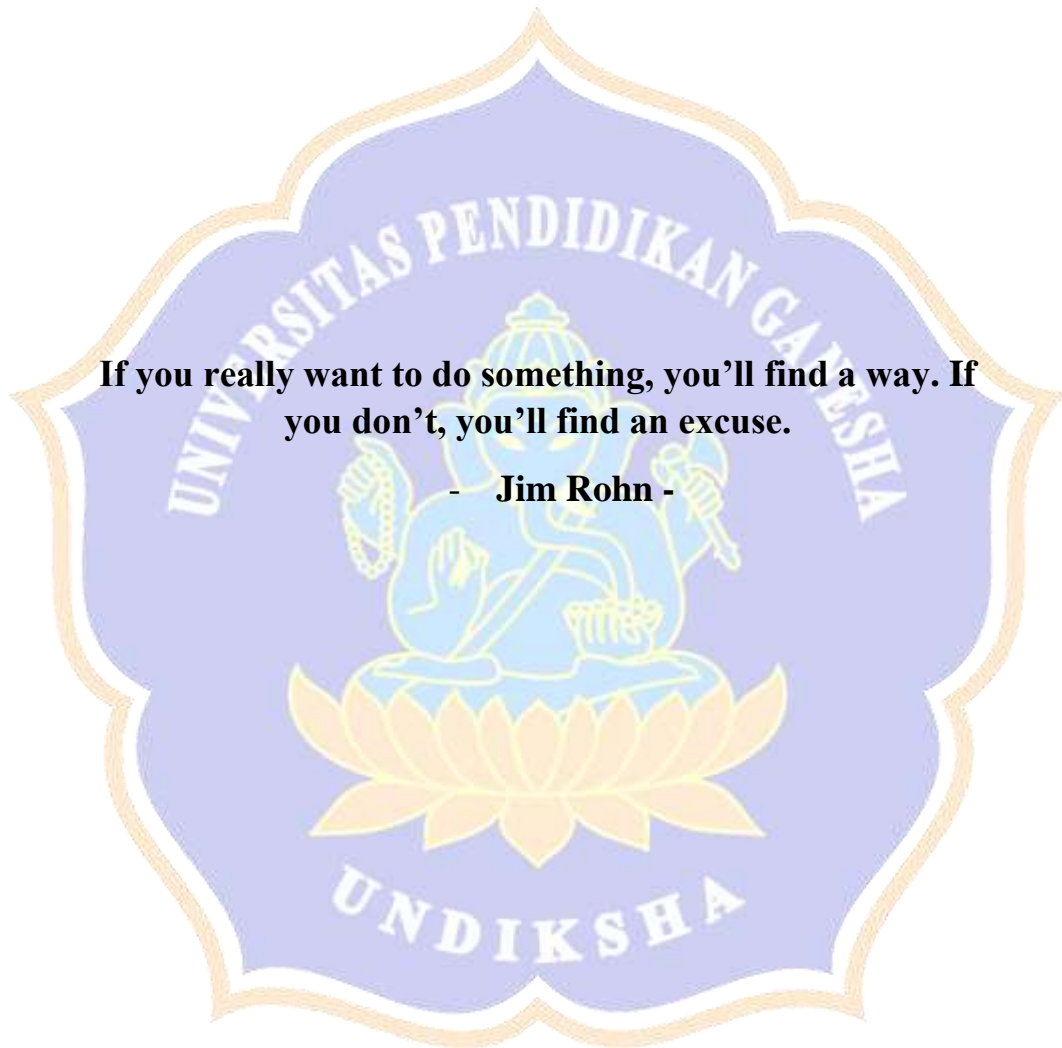 UNIVERSITAS PENDIDIKAN GANESHA
If you really want to do something, you’ll find a way. If
you don’t, you’ll find an excuse.
- Jim Rohn -
UNDIKSHA